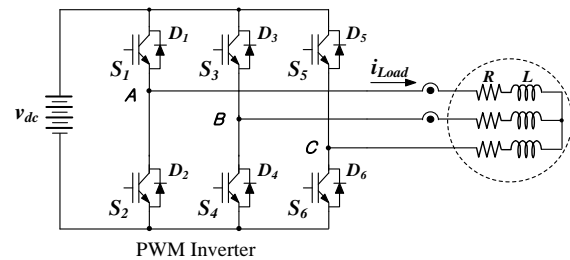 D1 D3 D5
S1 S3 S5
iLoad R L
A
vdc
B
C
D2 D4 D6
S2 S4 S6
PWM Inverter